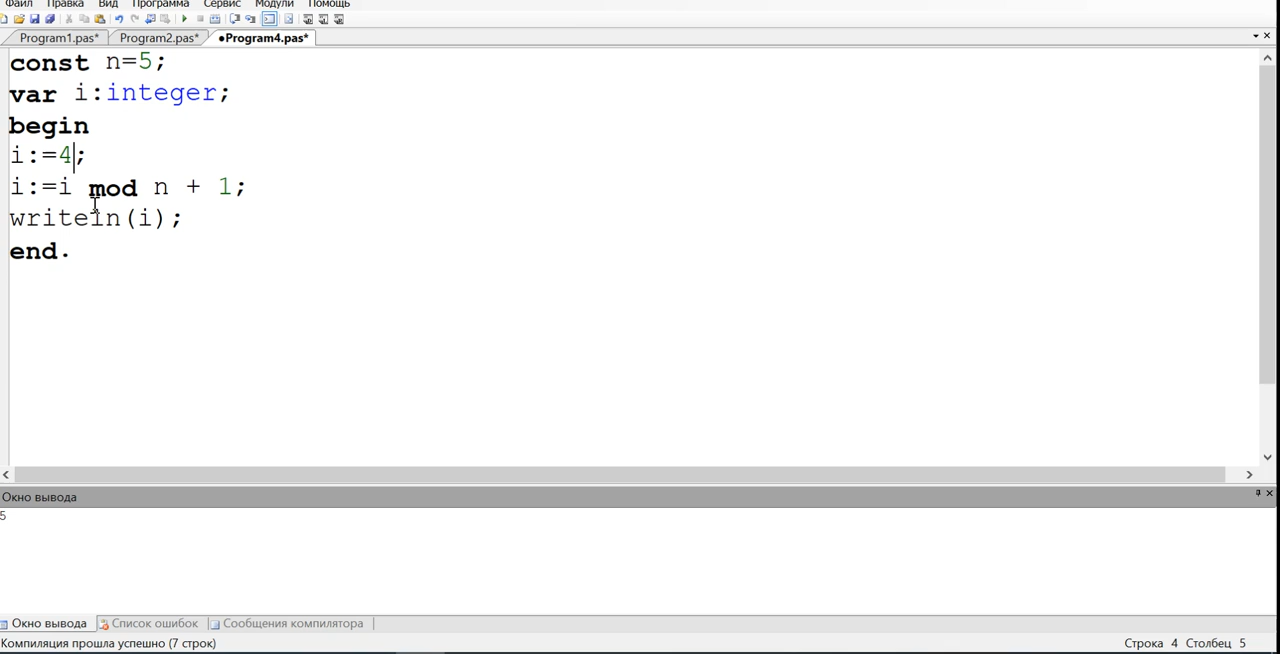 Файл Правка Вид Программа Сервис Модули Помощь
Program1.pas* Program2.pas* •Program4.pas*
const n=5;
var i:integer;
begin
i:=4;
i:=i mod n + 1;
writeln(i);
end.
Окно вывода
5
Окно вывода Список ошибок Сообщения компилятора
Компиляция прошла успешно (7 строк) Строка 4 Столбец 5